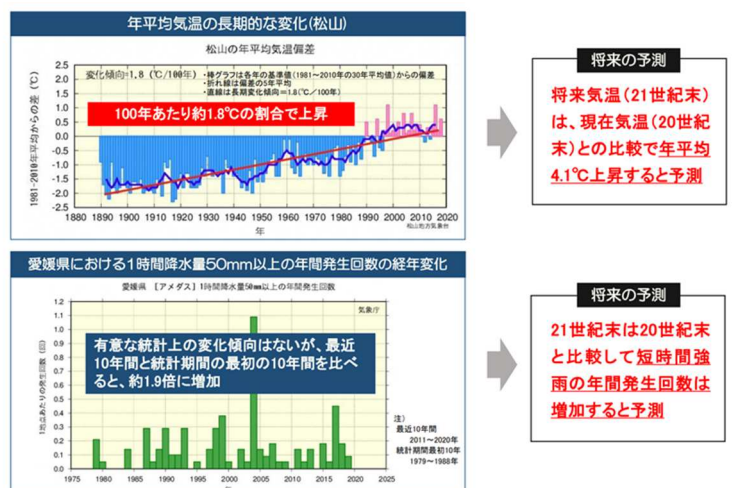 年平均気温の長期的な変化(松山)
松山の年平均気温偏差
変化傾向=1.8 (℃/100年)
・棒グラフは各年の基準値(1981〜2010年の30年平均値)からの偏差
・折れ線は偏差の5年平均
・直線は長期変化傾向=1.8(℃/100年)
100年あたり約1.8℃の割合で上昇
1981-2010年平均からの差 (℃)
2.5
2.0
1.5
1.0
0.5
0.0
-0.5
-1.0
-1.5
-2.0
-2.5
1880 1890 1900 1910 1920 1930 1940 1950 1960 1970 1980 1990 2000 2010 2020
年
松山地方気象台
将来の予測
将来気温(21世紀末)
は、現在気温(20世紀
末)との比較で年平均
4.1℃上昇すると予測
愛媛県における1時間降水量50mm以上の年間発生回数の経年変化
愛媛県 [アメダス] 1時間降水量50mm以上の年間発生回数
気象庁
有意な統計上の変化傾向はないが、最近
10年間と統計期間の最初の10年間を比べ
ると、約1.9倍に増加
1地点あたりの発生回数 (回)
1.2
1.1
1.0
0.9
0.8
0.7
0.6
0.5
0.4
0.3
0.2
0.1
0.0
1975 1980 1985 1990 1995 2000 2005 2010 2015 2020 2025
注)
最近10年間
2011〜2020年
統計期間最初10年
1979〜1988年
将来の予測
21世紀末は20世紀末
と比較して短時間強
雨の年間発生回数は
増加すると予測